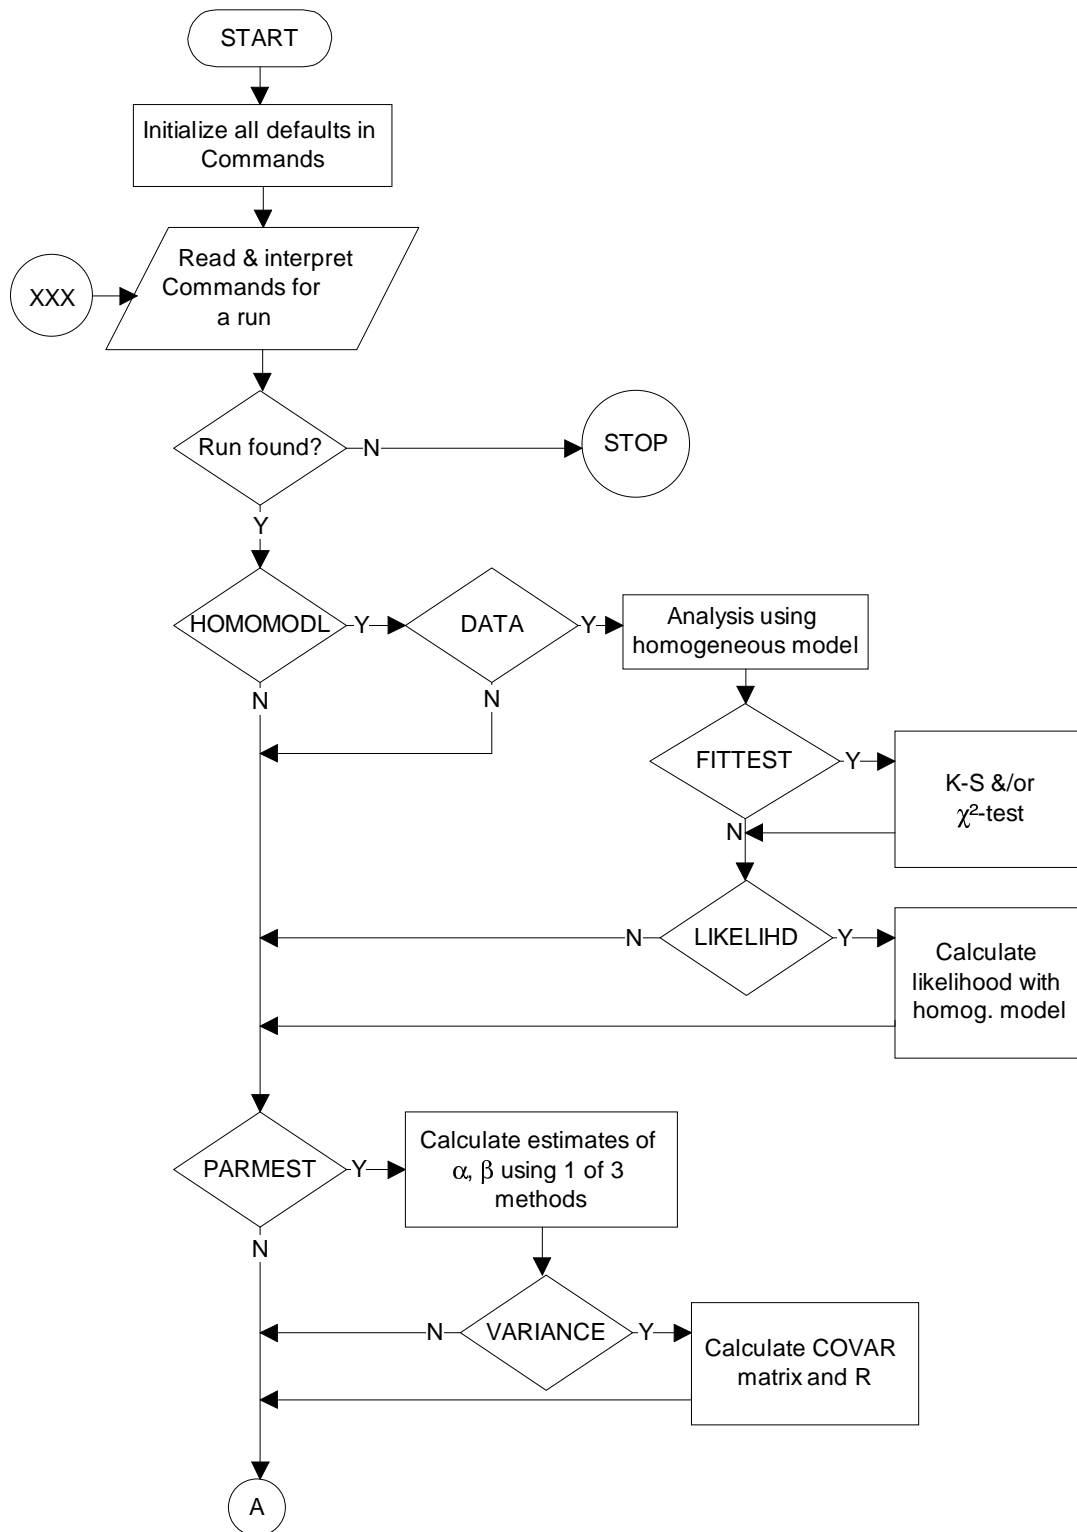 START
Initialize all defaults in
Commands
Read & interpret
Commands for
a run
XXX
Run found?
N
STOP
Y
HOMOMODL
Y
DATA
Y
Analysis using
homogeneous model
N
N
FITTEST
Y
K-S &/or
χ²-test
N
LIKELIHD
N
Y
Calculate
likelihood with
homog. model
PARMEST
Y
Calculate estimates of
α, β using 1 of 3
methods
N
VARIANCE
N
Y
Calculate COVAR
matrix and R
A